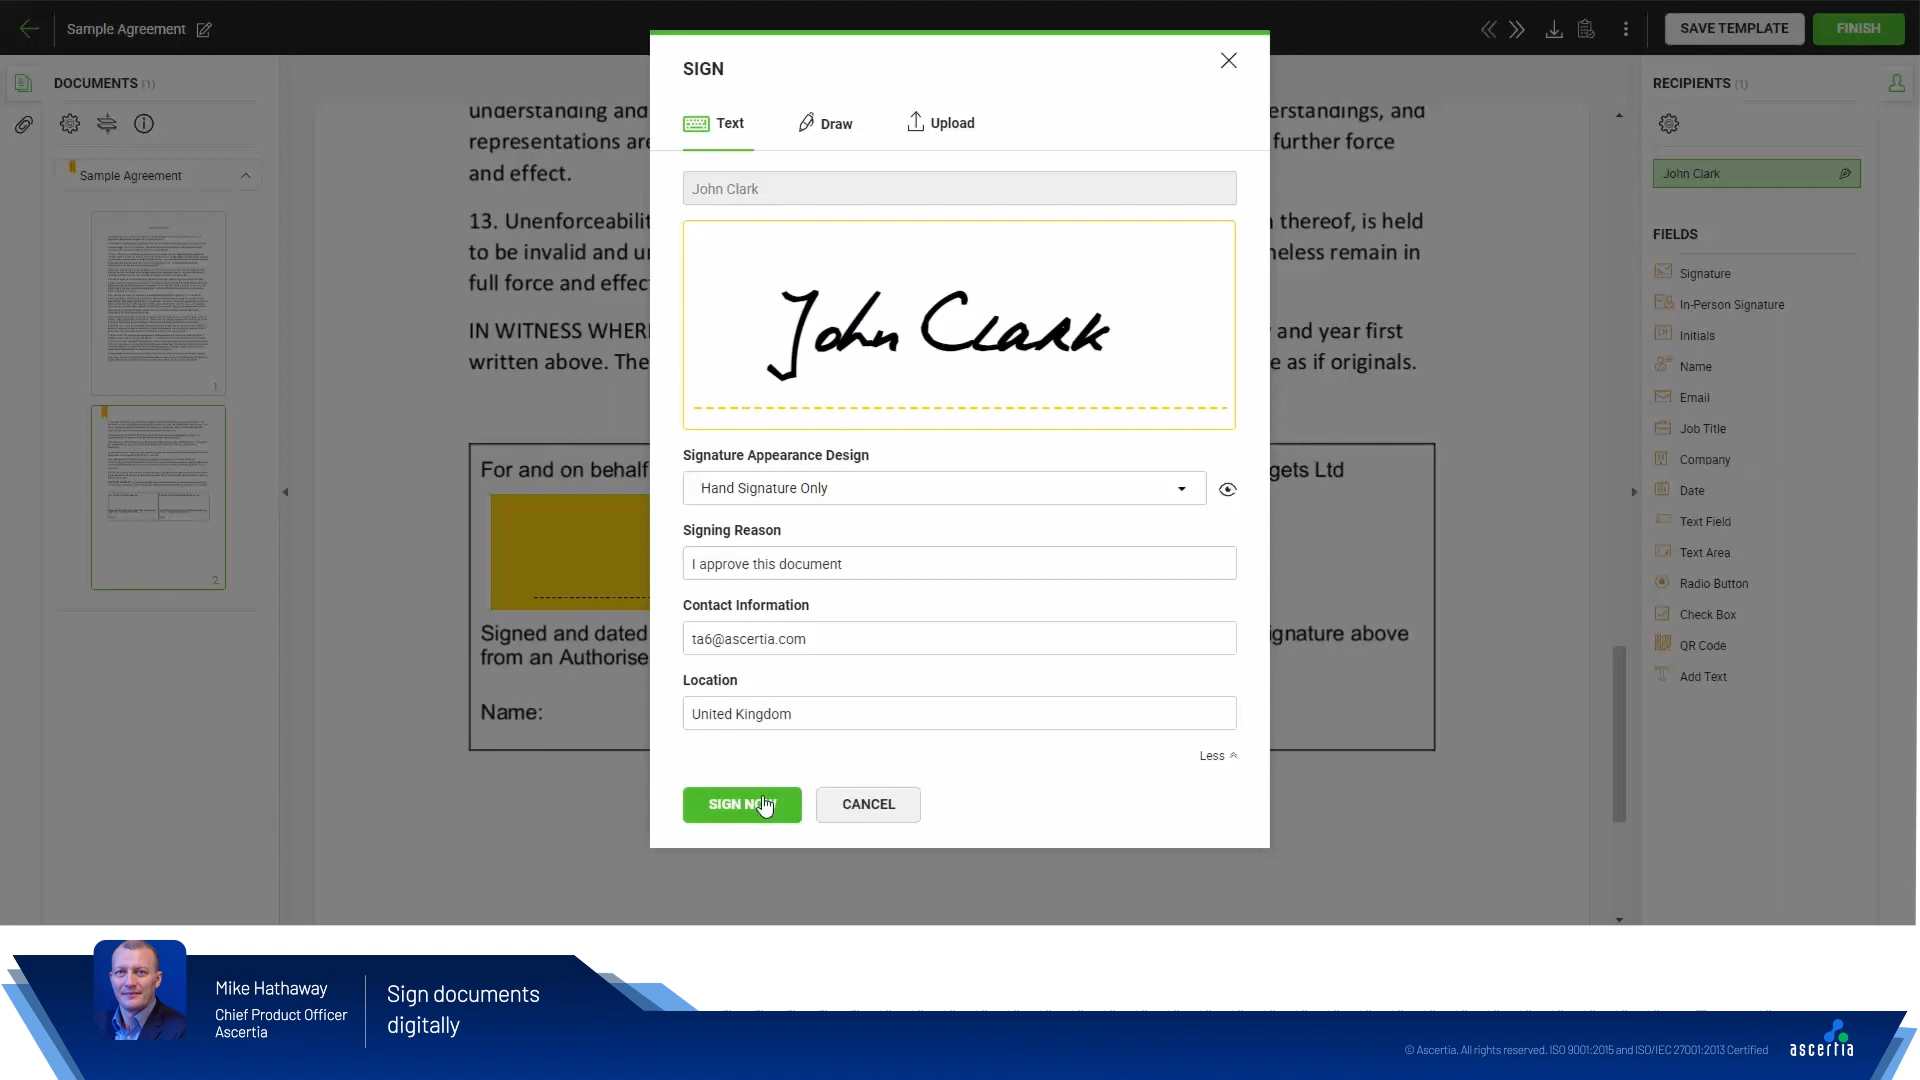 Sample Agreement
SAVE TEMPLATE
FINISH
DOCUMENTS (1)
Sample Agreement
1
2
understanding and
representations are
and effect.
13. Unenforceabilit
to be invalid and u
full force and effec
IN WITNESS WHER
written above. The
For and on behalf
Signed and dated
from an Authorise
Name:
SIGN
Text
Draw
Upload
John Clark
John Clark
Signature Appearance Design
Hand Signature Only
Signing Reason
I approve this document
Contact Information
ta6@ascertia.com
Location
United Kingdom
Less
SIGN NO
CANCEL
erstandings, and
further force
thereof, is held
neless remain in
and year first
e as if originals.
gets Ltd
ignature above
RECIPIENTS (1)
John Clark
FIELDS
Signature
In-Person Signature
Initials
Name
Email
Job Title
Company
Date
Text Field
Text Area
Radio Button
Check Box
QR Code
Add Text
Mike Hathaway
Chief Product Officer
Ascertia
Sign documents
digitally
© Ascertia. All rights reserved. ISO 9001:2015 and ISO/IEC 27001:2013 Certified
ascertia